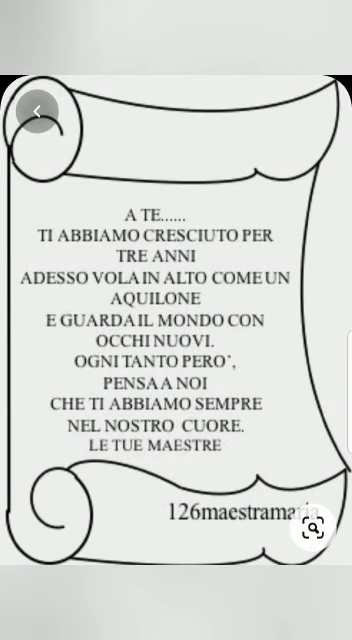 A TE......
TI ABBIAMO CRESCIUTO PER
TRE ANNI
ADESSO VOLA IN ALTO COME UN
AQUILONE
E GUARDA IL MONDO CON
OCCHI NUOVI.
OGNI TANTO PERO',
PENSA A NOI
CHE TI ABBIAMO SEMPRE
NEL NOSTRO CUORE.
LE TUE MAESTRE
126maestramaria